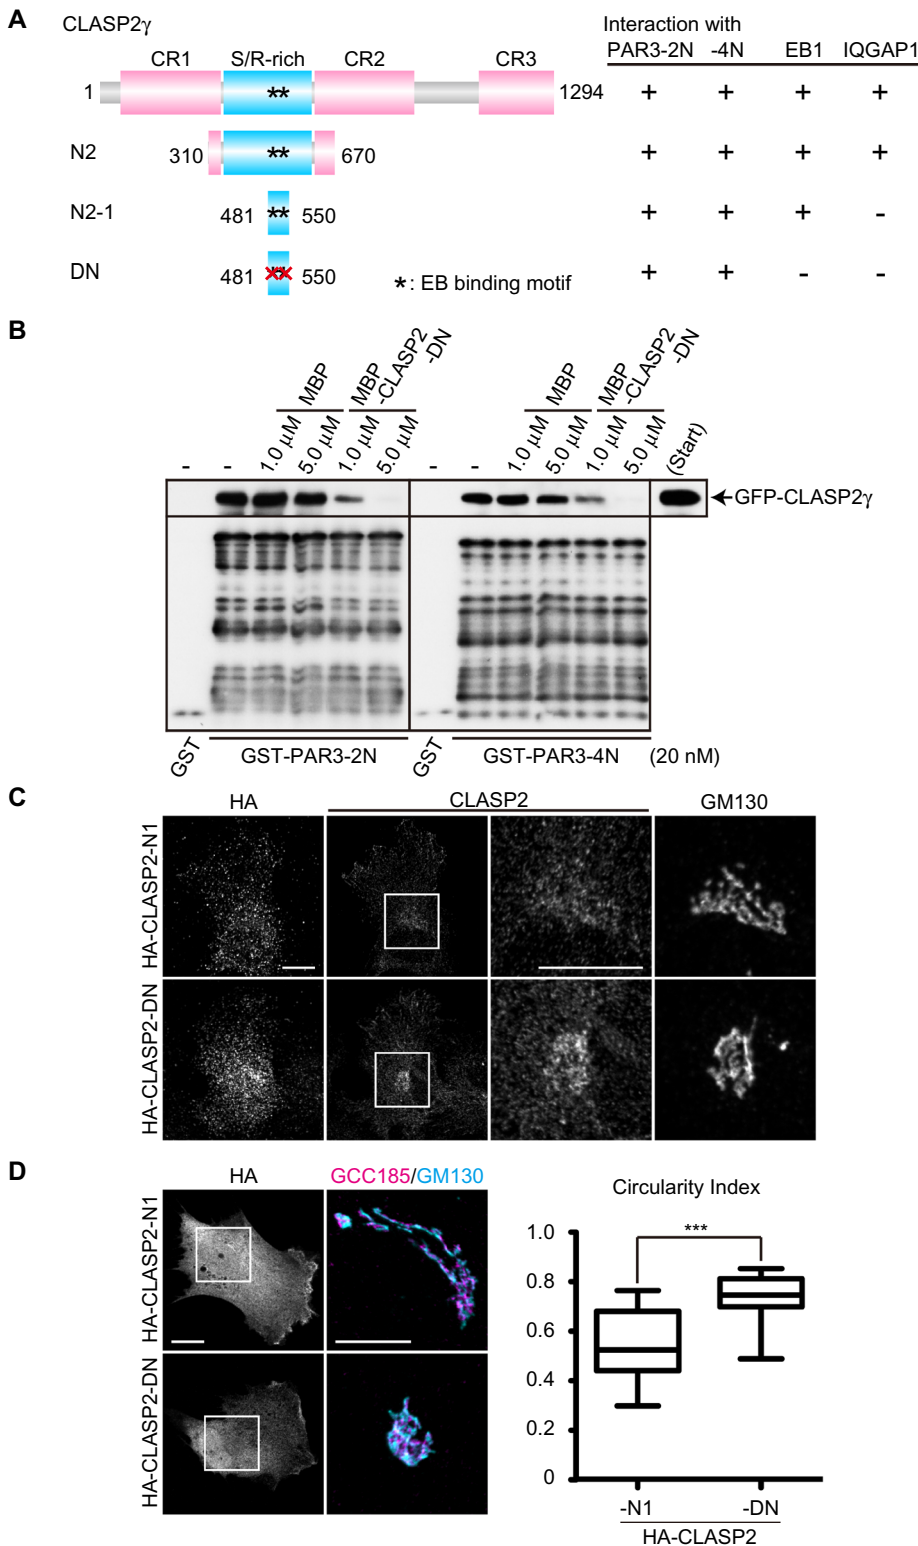 A
CLASP2γ
Interaction with
CR1 S/R-rich CR2 CR3
PAR3-2N -4N EB1 IQGAP1
1 ** 1294 + + + +
N2 310 ** 670 + + + +
N2-1 481 ** 550 + + + -
DN 481 ** 550 + + - -
*: EB binding motif
B
MBP MBP -CLASP2 -DN MBP MBP -CLASP2 -DN
- - 1.0 µM 5.0 µM 1.0 µM 5.0 µM - - 1.0 µM 5.0 µM 1.0 µM 5.0 µM (Start)
GFP-CLASP2γ
GST GST-PAR3-2N GST GST-PAR3-4N (20 nM)
C
HA CLASP2 GM130
HA-CLASP2-N1
HA-CLASP2-DN
D
HA GCC185/GM130
HA-CLASP2-N1
HA-CLASP2-DN
Circularity Index
***
1.0
0.8
0.6
0.4
0.2
0
-N1 -DN
HA-CLASP2